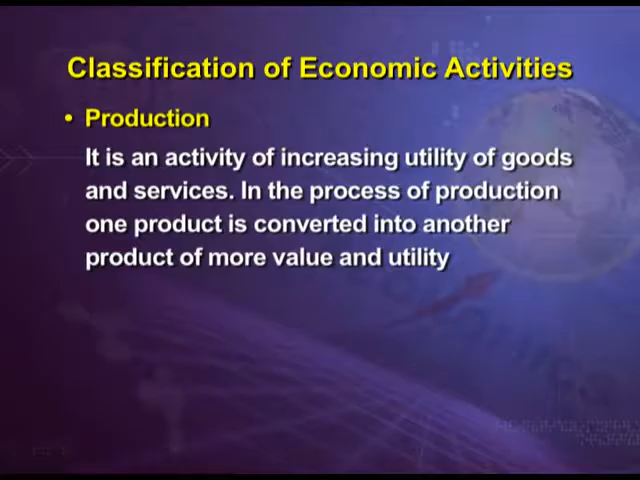 Classification of Economic Activities
• Production
It is an activity of increasing utility of goods
and services. In the process of production
one product is converted into another
product of more value and utility